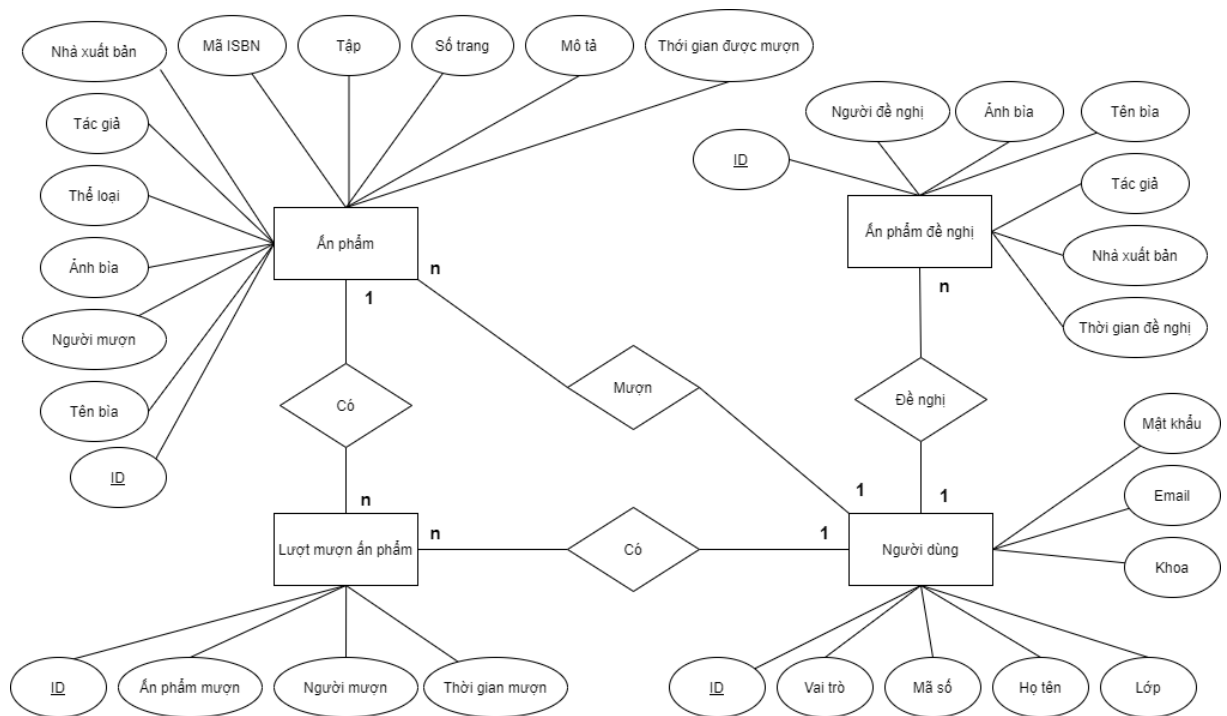 Nhà xuất bản
Mã ISBN
Tập
Số trang
Mô tả
Thới gian được mượn
Tác giả
Thể loại
Ảnh bìa
Người mượn
Tên bìa
ID
Ấn phẩm
n
1
Có
Mượn
n
Lượt mượn ấn phẩm
n
Có
1
1
ID
Ấn phẩm mượn
Người mượn
Thời gian mượn
ID
Người đề nghị
Ảnh bìa
Tên bìa
Tác giả
Nhà xuất bản
Thời gian đề nghị
Ấn phẩm đề nghị
n
Đề nghị
1
Người dùng
Mật khẩu
Email
Khoa
ID
Vai trò
Mã số
Họ tên
Lớp